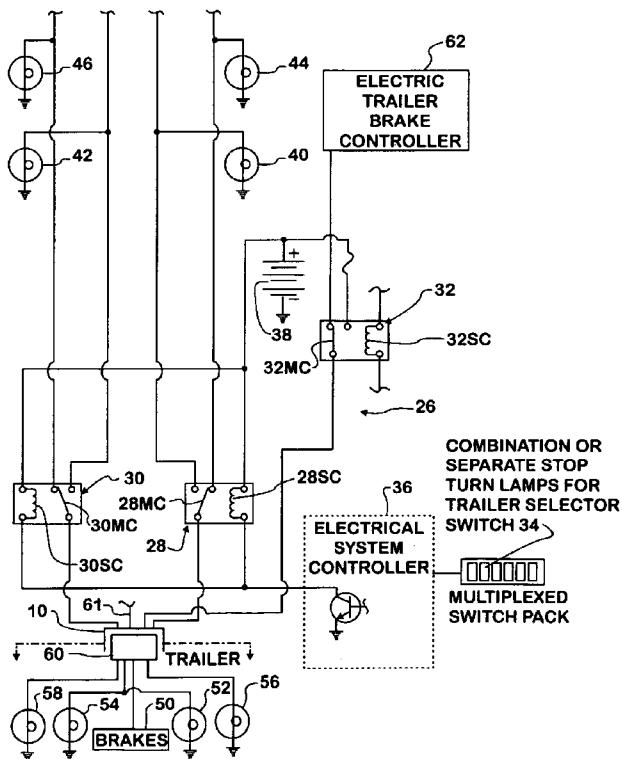 46
44
62
ELECTRIC
TRAILER
BRAKE
CONTROLLER
42
40
+
38
32
32MC
32SC
26
30
28SC
28MC
30MC
28
30SC
36
COMBINATION OR
SEPARATE STOP
TURN LAMPS FOR
TRAILER SELECTOR
SWITCH 34
ELECTRICAL
SYSTEM
CONTROLLER
MULTIPLEXED
SWITCH PACK
61
10
60
TRAILER
58
54
50
52
56
BRAKES